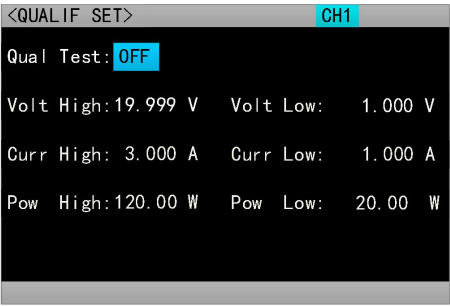 <QUALIF SET> CH1
Qual Test: OFF
Volt High: 19.999 V Volt Low: 1.000 V
Curr High: 3.000 A Curr Low: 1.000 A
Pow High: 120.00 W Pow Low: 20.00 W